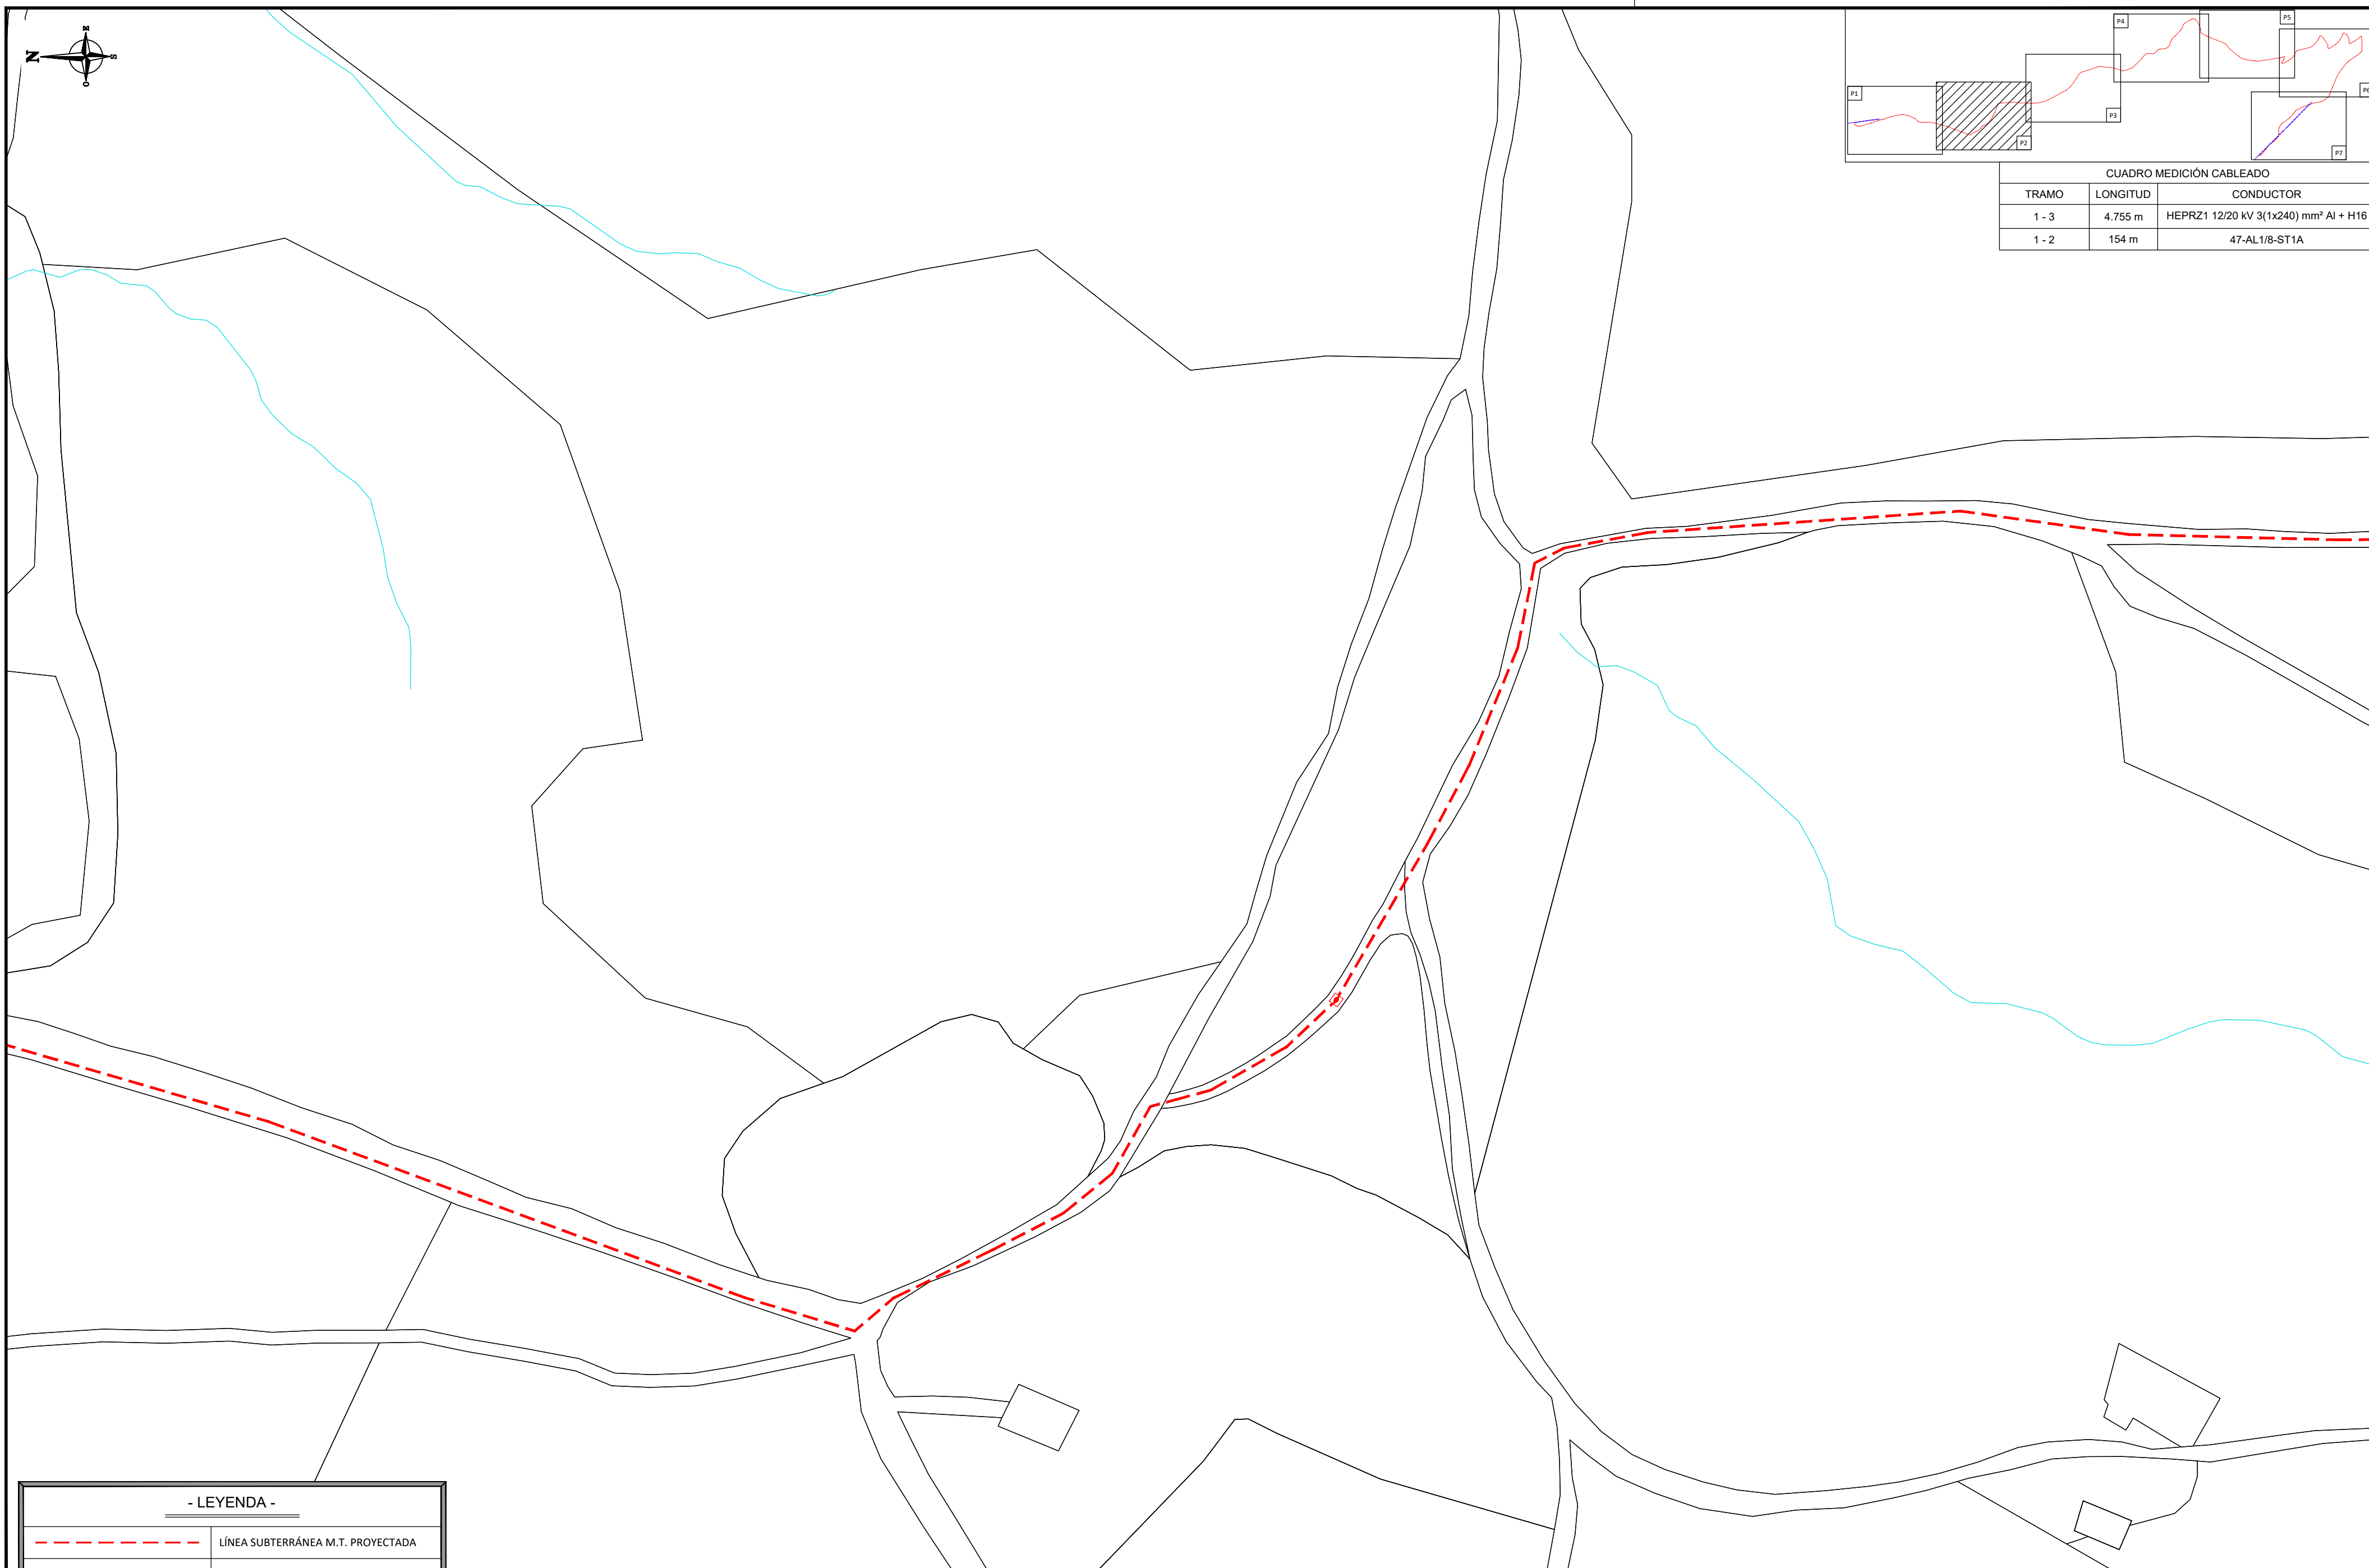 N
E
S
O
P1
P2
P3
P4
P5
P6
P7
CUADRO MEDICIÓN CABLEADO
TRAMO LONGITUD CONDUCTOR
1 - 3 4.755 m HEPRZ1 12/20 kV 3(1x240) mm² Al + H16
1 - 2 154 m 47-AL1/8-ST1A
- LEYENDA -
LÍNEA SUBTERRÁNEA M.T. PROYECTADA